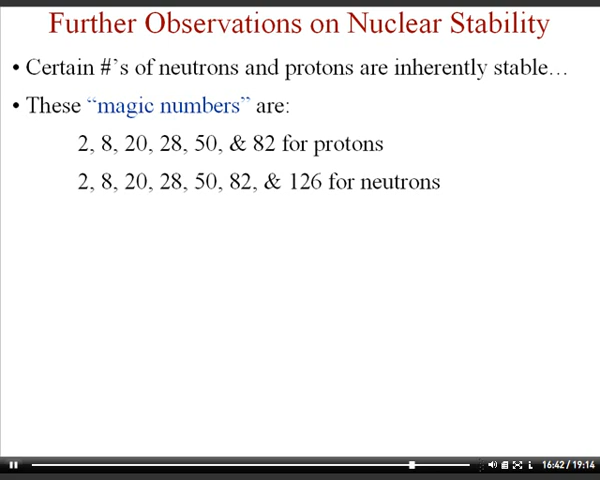 Further Observations on Nuclear Stability
• Certain #'s of neutrons and protons are inherently stable…
• These “magic numbers” are:
2, 8, 20, 28, 50, & 82 for protons
2, 8, 20, 28, 50, 82, & 126 for neutrons
16:42 / 19:14